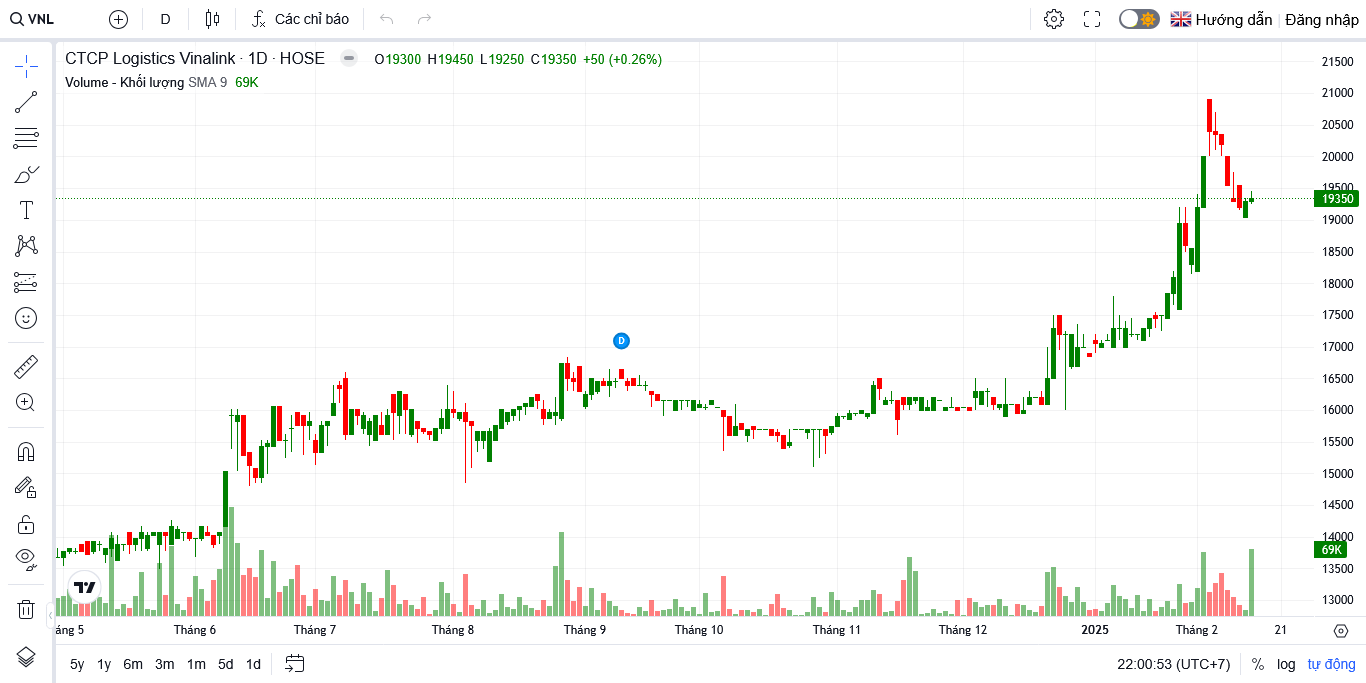 VNL D Các chỉ báo Hướng dẫn Đăng nhập
CTCP Logistics Vinalink · 1D · HOSE O19300 H19450 L19250 C19350 +50 (+0.26%)
Volume - Khối lượng SMA 9 69K
21500
21000
20500
20000
19500
19350
19000
18500
18000
17500
17000
16500
16000
15500
15000
14500
14000
69K
13500
13000
D
áng 5 Tháng 6 Tháng 7 Tháng 8 Tháng 9 Tháng 10 Tháng 11 Tháng 12 2025 Tháng 2 21
5y 1y 6m 3m 1m 5d 1d 22:00:53 (UTC+7) % log tự động